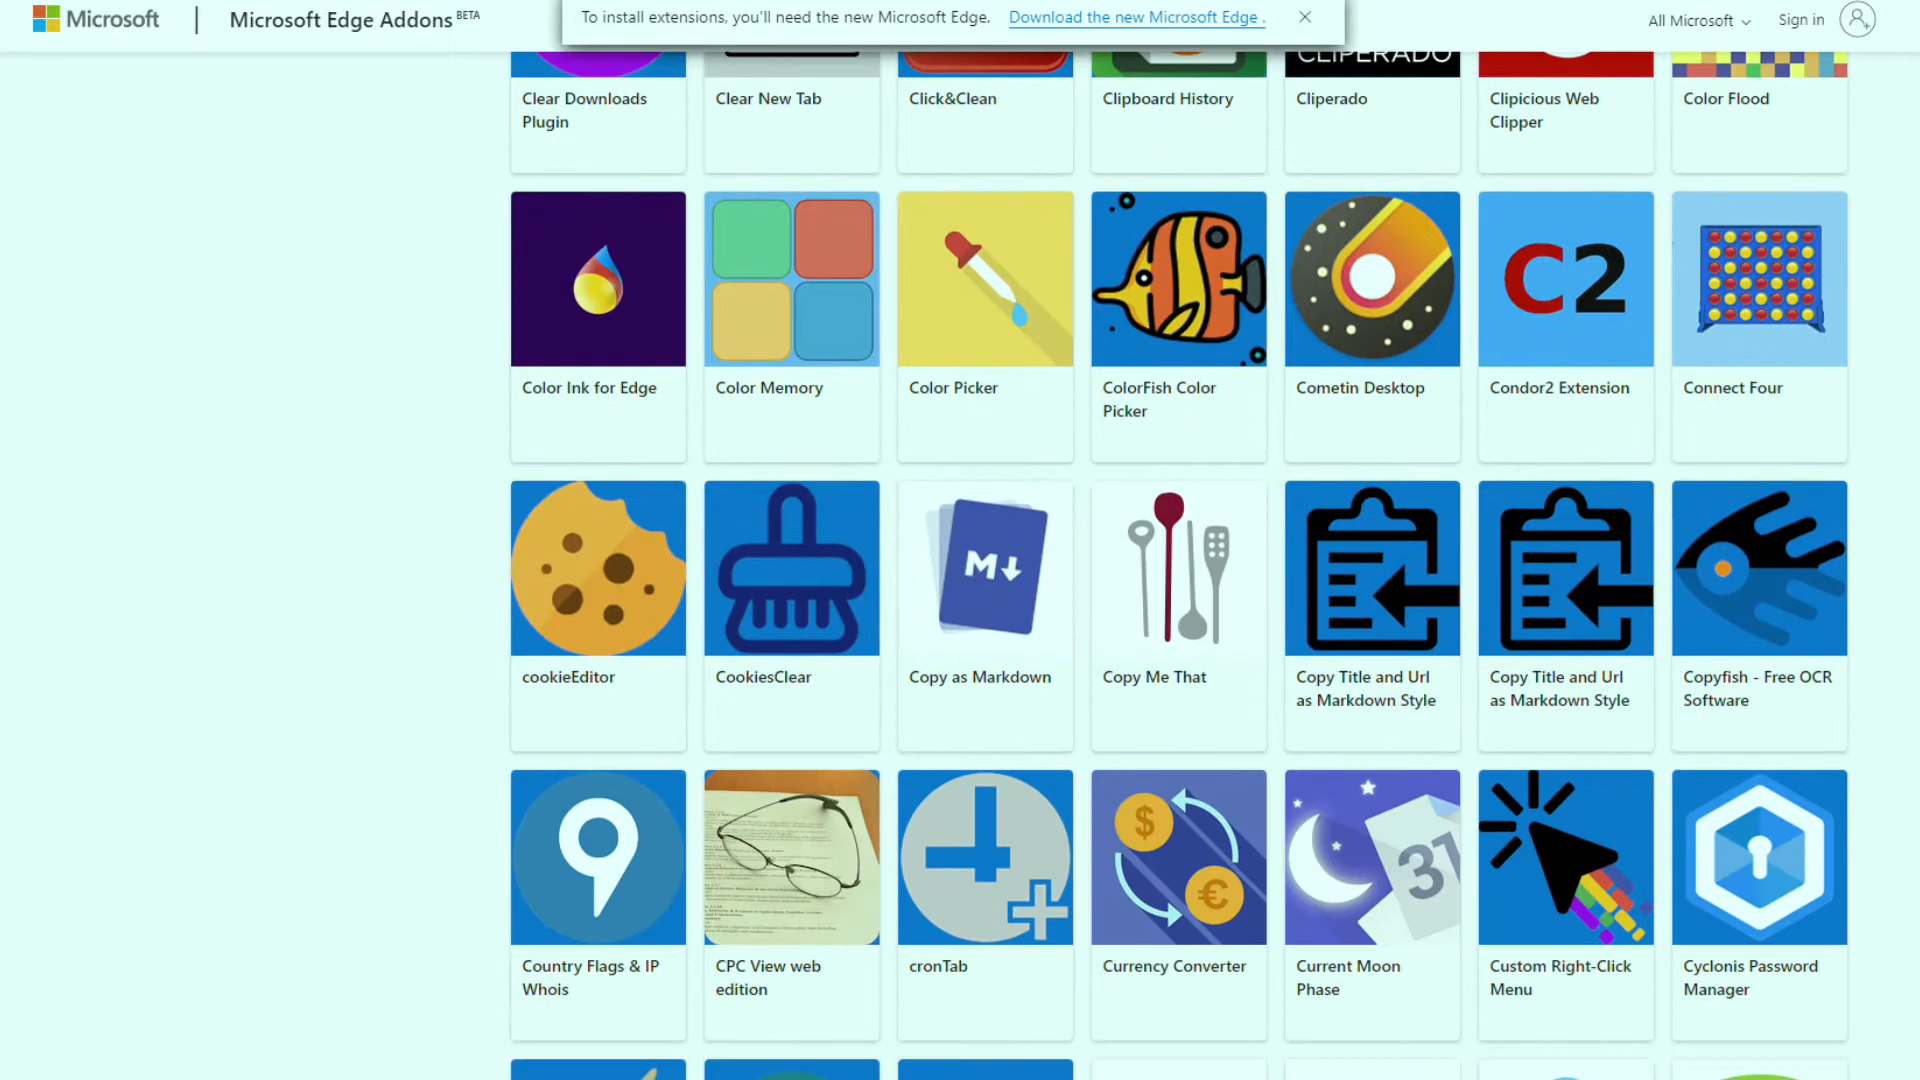 Microsoft
Microsoft Edge Addons BETA
To install extensions, you'll need the new Microsoft Edge. Download the new Microsoft Edge .
All Microsoft
Sign in
CLIPERADO
Clear Downloads
Plugin
Clear New Tab
Click&Clean
Clipboard History
Cliperado
Clipicious Web
Clipper
Color Flood
C2
Color Ink for Edge
Color Memory
Color Picker
ColorFish Color
Picker
Cometin Desktop
Condor2 Extension
Connect Four
M
cookieEditor
CookiesClear
Copy as Markdown
Copy Me That
Copy Title and Url
as Markdown Style
Copy Title and Url
as Markdown Style
Copyfish - Free OCR
Software
$
€
31
Country Flags & IP
Whois
CPC View web
edition
cronTab
Currency Converter
Current Moon
Phase
Custom Right-Click
Menu
Cyclonis Password
Manager